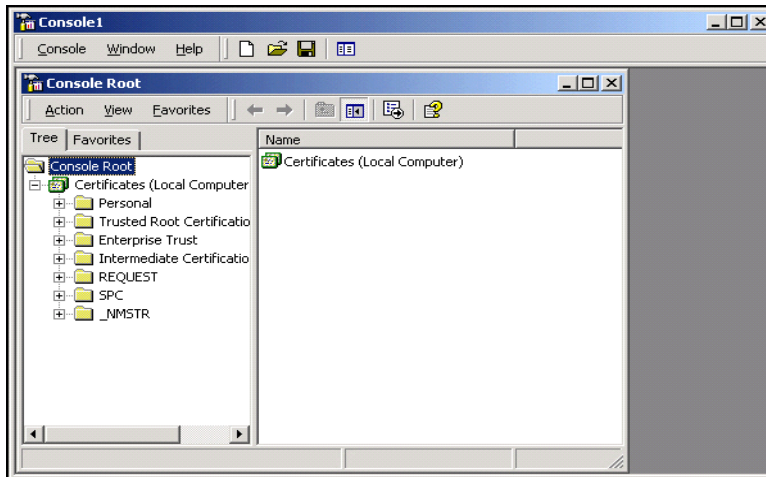 Console1
Console Window Help
Console Root
Action View Favorites
Tree Favorites
Name
Console Root
Certificates (Local Computer)
Certificates (Local Computer
Personal
Trusted Root Certificatio
Enterprise Trust
Intermediate Certificatio
REQUEST
SPC
_NMSTR